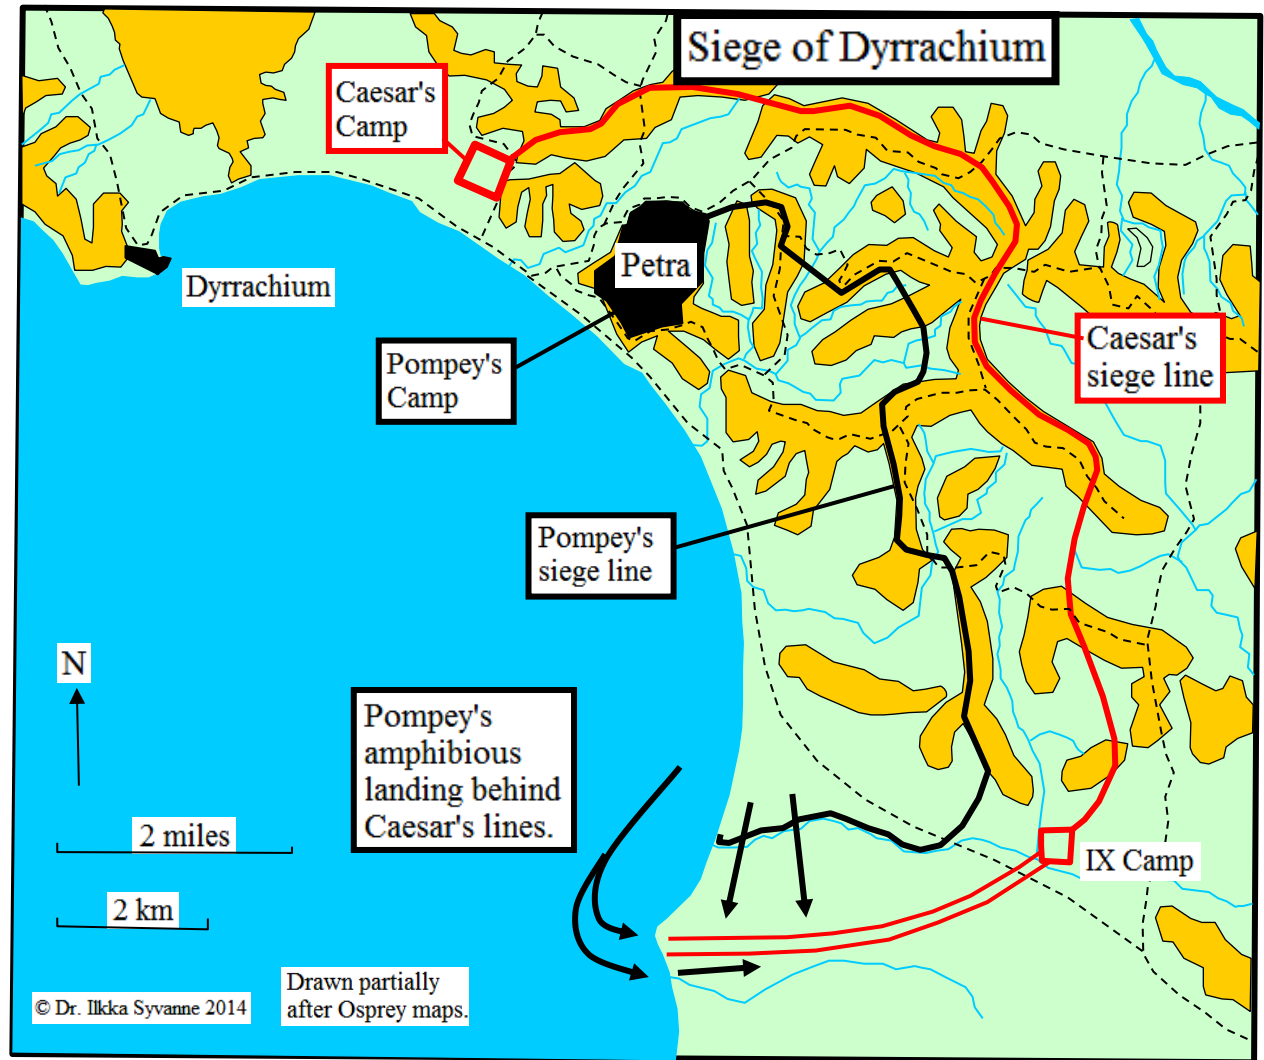 Siege of Dyrrachium
Caesar's
Camp
Petra
Dyrrachium
Pompey's
Camp
Caesar's
siege line
Pompey's
siege line
N
Pompey's
amphibious
landing behind
Caesar's lines.
2 miles
IX Camp
2 km
Drawn partially
after Osprey maps.
© Dr. Ilkka Syvanne 2014